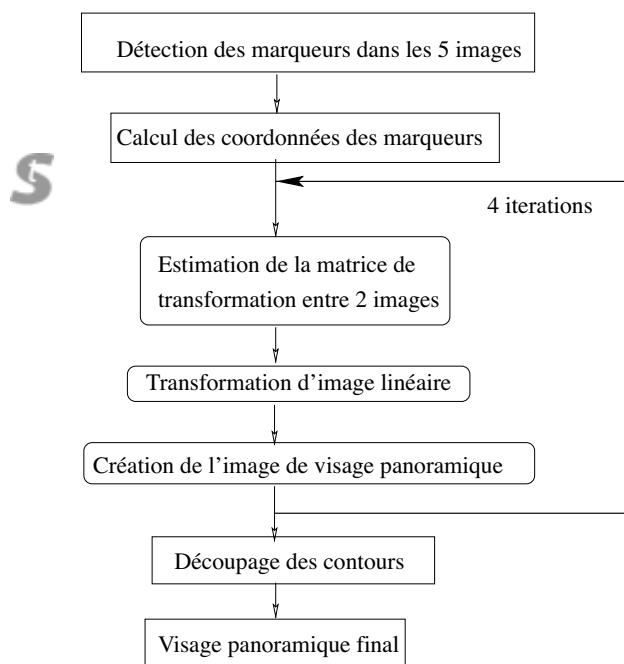 Détection des marqueurs dans les 5 images
Calcul des coordonnées des marqueurs
4 iterations
Estimation de la matrice de
transformation entre 2 images
Transformation d'image linéaire
Création de l'image de visage panoramique
Découpage des contours
Visage panoramique final